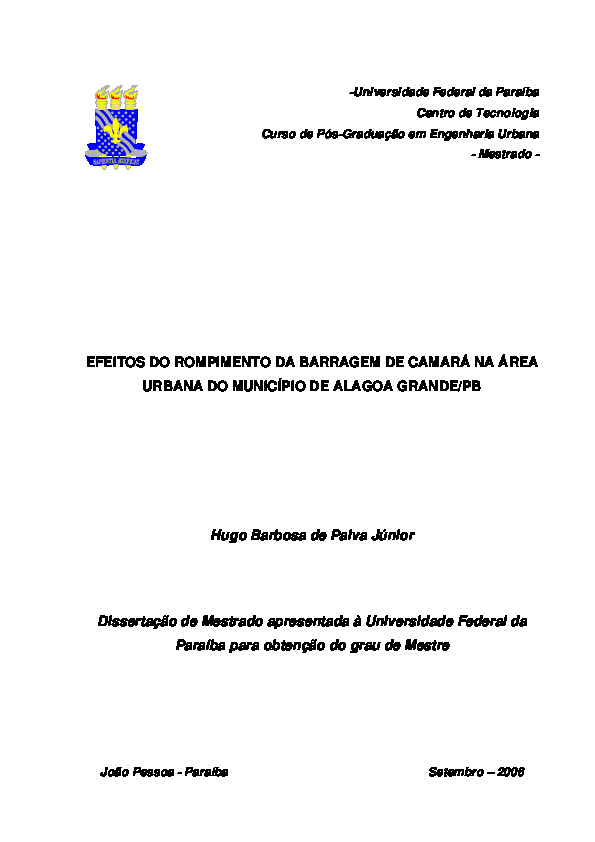 -Universidade Federal da Paraíba
Centro de Tecnologia
Curso de Pós-Graduação em Engenharia Urbana
- Mestrado -
EFEITOS DO ROMPIMENTO DA BARRAGEM DE CAMARÁ NA ÁREA
URBANA DO MUNICÍPIO DE ALAGOA GRANDE/PB
Hugo Barbosa de Paiva Júnior
Dissertação de Mestrado apresentada à Universidade Federal da
Paraíba para obtenção do grau de Mestre
João Pessoa - Paraíba Setembro – 2006